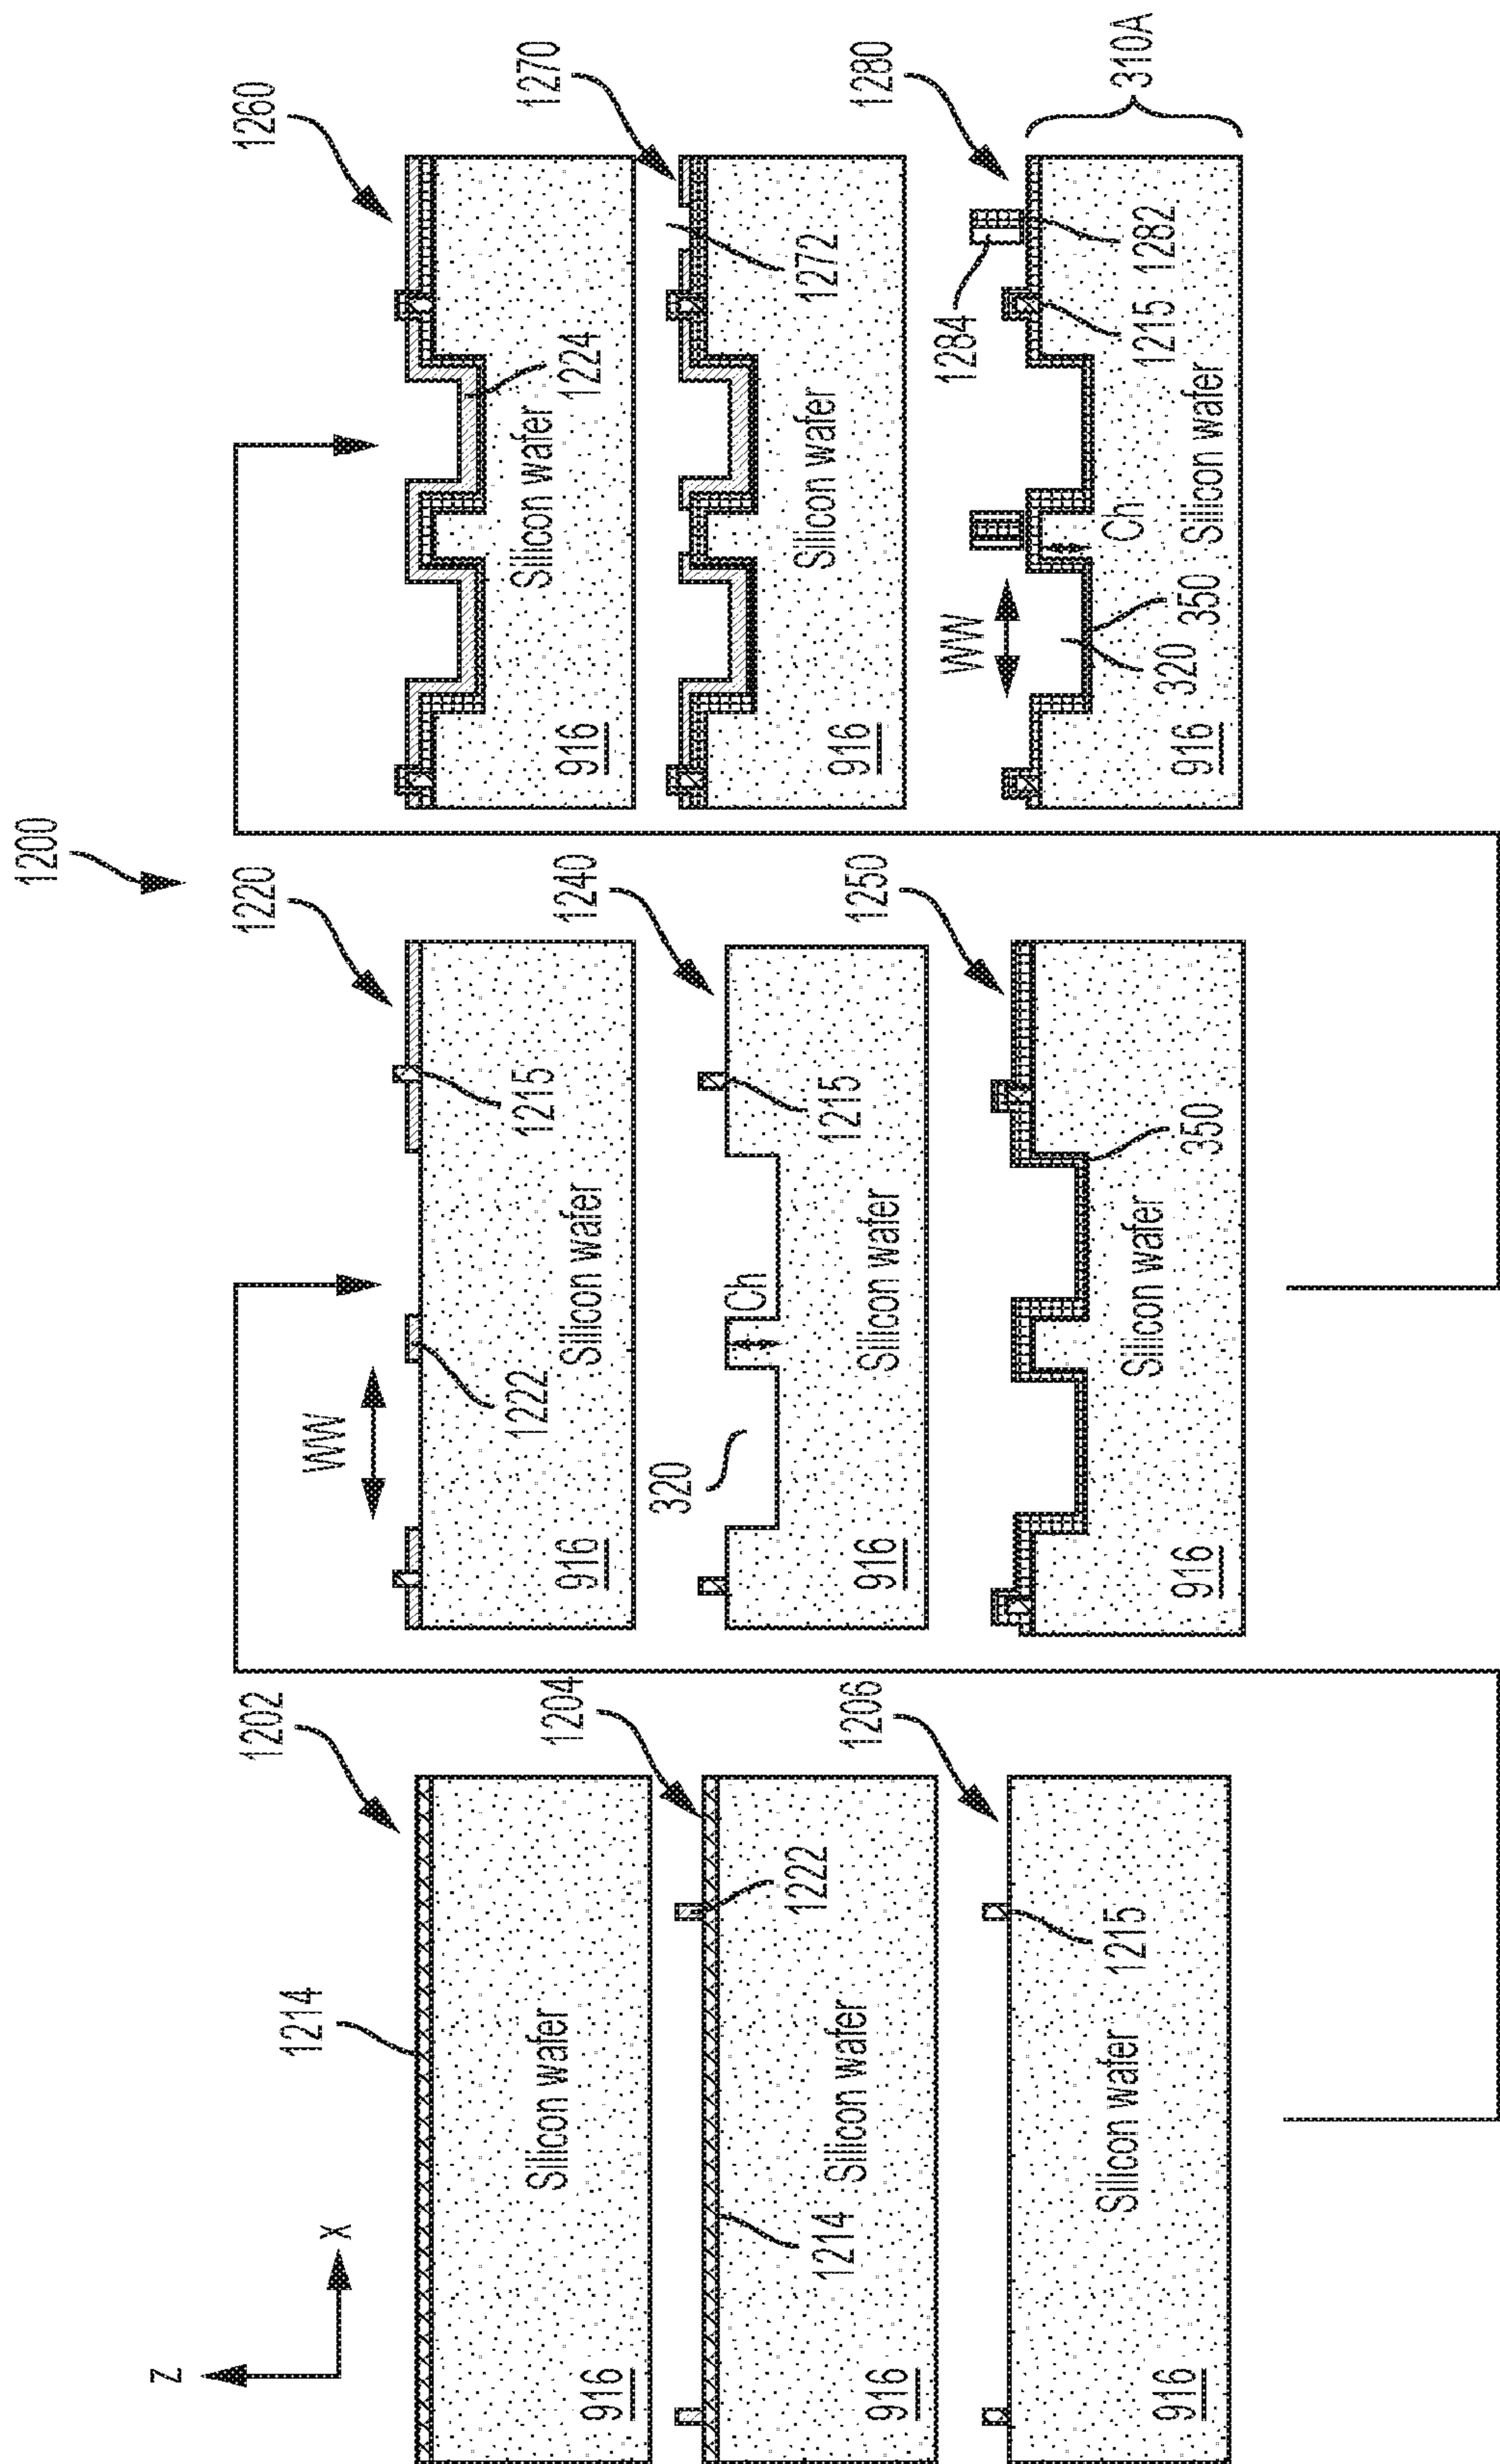 1200
Z
X
1202
1214
Silicon wafer
916
1204
1222
1214
Silicon wafer
916
1206
1215
Silicon wafer
916
1220
WW
1222
1215
Silicon wafer
916
1240
320
Ch
1215
Silicon wafer
916
1250
350
Silicon wafer
916
1260
1224
Silicon wafer
916
1270
1272
Silicon wafer
916
1280
310A
WW
1284
1282
1215
Ch
320
350
Silicon wafer
916